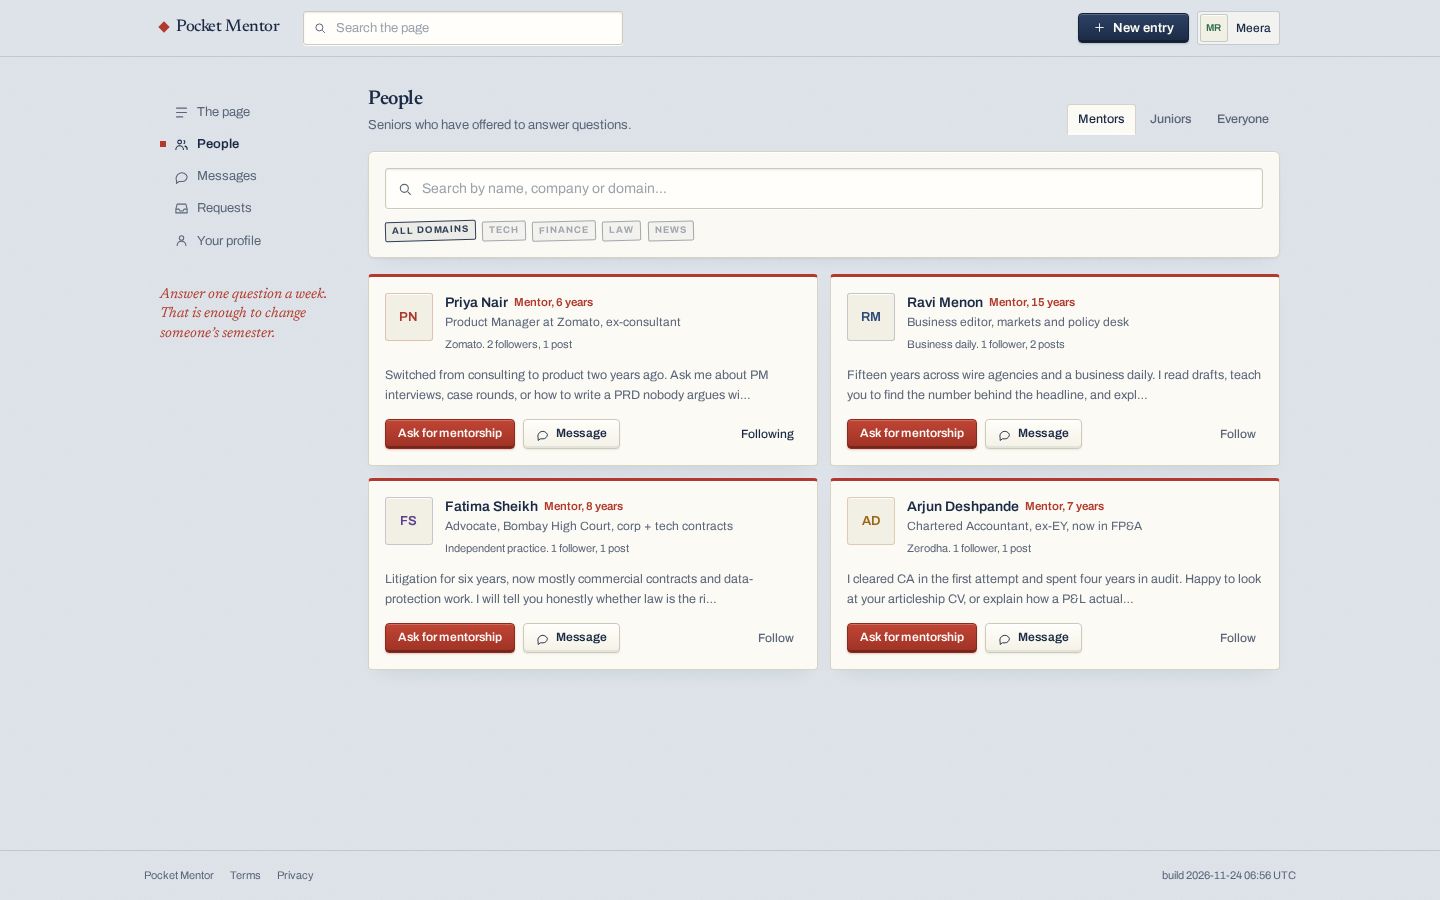 Pocket Mentor
Search the page
New entry
MR
Meera
The page
People
Messages
Requests
Your profile
Answer one question a week.
That is enough to change
someone's semester.
People
Seniors who have offered to answer questions.
Mentors
Juniors
Everyone
Search by name, company or domain...
ALL DOMAINS
TECH
FINANCE
LAW
NEWS
PN
Priya Nair Mentor, 6 years
Product Manager at Zomato, ex-consultant
Zomato. 2 followers, 1 post
Switched from consulting to product two years ago. Ask me about PM
interviews, case rounds, or how to write a PRD nobody argues wi...
Ask for mentorship
Message
Following
RM
Ravi Menon Mentor, 15 years
Business editor, markets and policy desk
Business daily. 1 follower, 2 posts
Fifteen years across wire agencies and a business daily. I read drafts, teach
you to find the number behind the headline, and expl...
Ask for mentorship
Message
Follow
FS
Fatima Sheikh Mentor, 8 years
Advocate, Bombay High Court, corp + tech contracts
Independent practice. 1 follower, 1 post
Litigation for six years, now mostly commercial contracts and data-
protection work. I will tell you honestly whether law is the ri...
Ask for mentorship
Message
Follow
AD
Arjun Deshpande Mentor, 7 years
Chartered Accountant, ex-EY, now in FP&A
Zerodha. 1 follower, 1 post
I cleared CA in the first attempt and spent four years in audit. Happy to look
at your articleship CV, or explain how a P&L actual...
Ask for mentorship
Message
Follow
Pocket Mentor
Terms
Privacy
build 2026-11-24 06:56 UTC